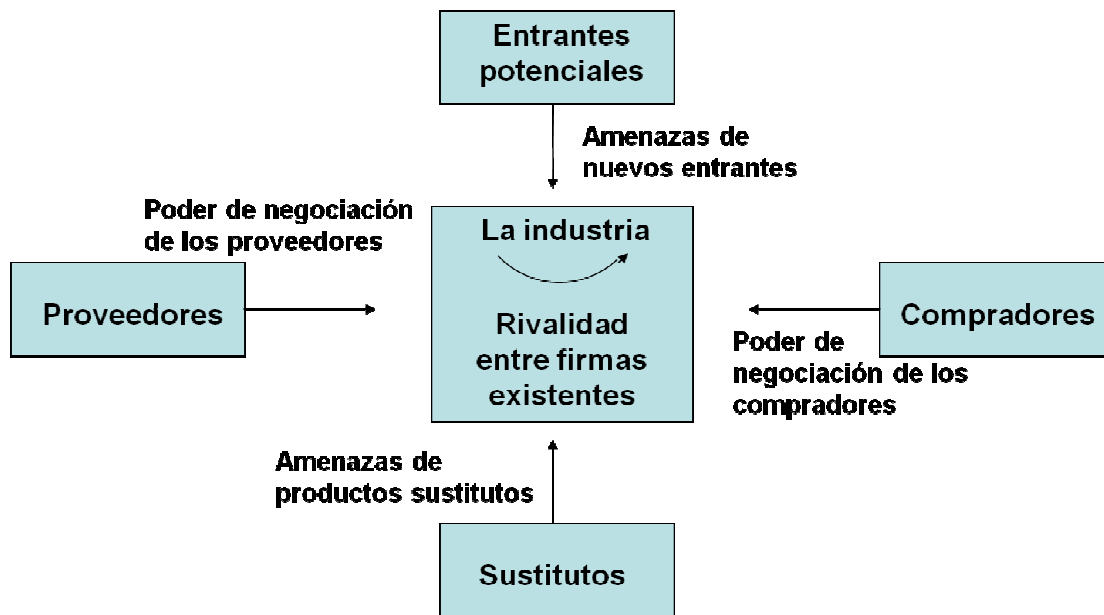 Entrantes
potenciales
Amenazas de
nuevos entrantes
Poder de negociación
de los proveedores
La industria
Proveedores
Rivalidad
entre firmas
existentes
Compradores
Poder de
negociación de los
compradores
Amenazas de
productos sustitutos
Sustitutos